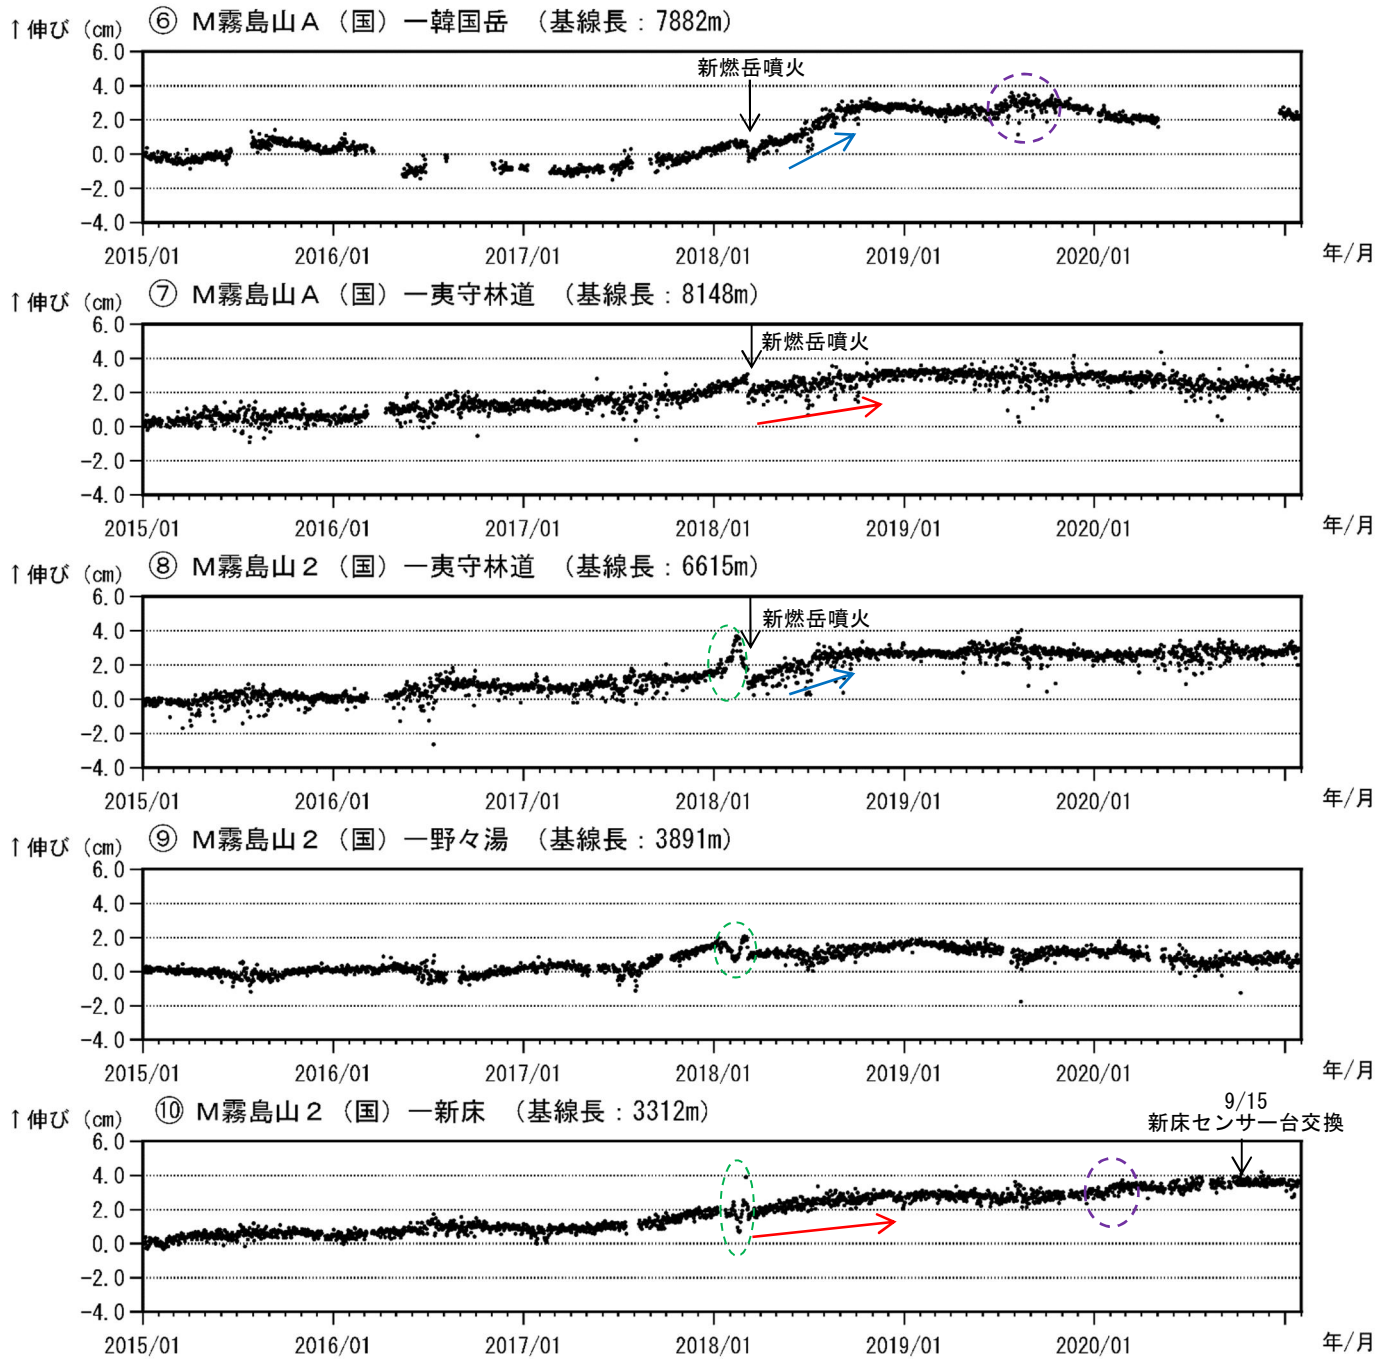 ⑥ M霧島山A（国）―韓国岳 （基線長：7882m）
↑伸び（cm）
新燃岳噴火
6.0
4.0
2.0
0.0
-2.0
-4.0
2015/01 2016/01 2017/01 2018/01 2019/01 2020/01 年/月
⑦ M霧島山A（国）―夷守林道 （基線長：8148m）
↑伸び（cm）
新燃岳噴火
6.0
4.0
2.0
0.0
-2.0
-4.0
2015/01 2016/01 2017/01 2018/01 2019/01 2020/01 年/月
⑧ M霧島山2（国）―夷守林道 （基線長：6615m）
↑伸び（cm）
新燃岳噴火
6.0
4.0
2.0
0.0
-2.0
-4.0
2015/01 2016/01 2017/01 2018/01 2019/01 2020/01 年/月
⑨ M霧島山2（国）―野々湯 （基線長：3891m）
↑伸び（cm）
6.0
4.0
2.0
0.0
-2.0
-4.0
2015/01 2016/01 2017/01 2018/01 2019/01 2020/01 年/月
⑩ M霧島山2（国）―新床 （基線長：3312m）
↑伸び（cm）
9/15
新床センサー台交換
6.0
4.0
2.0
0.0
-2.0
-4.0
2015/01 2016/01 2017/01 2018/01 2019/01 2020/01 年/月